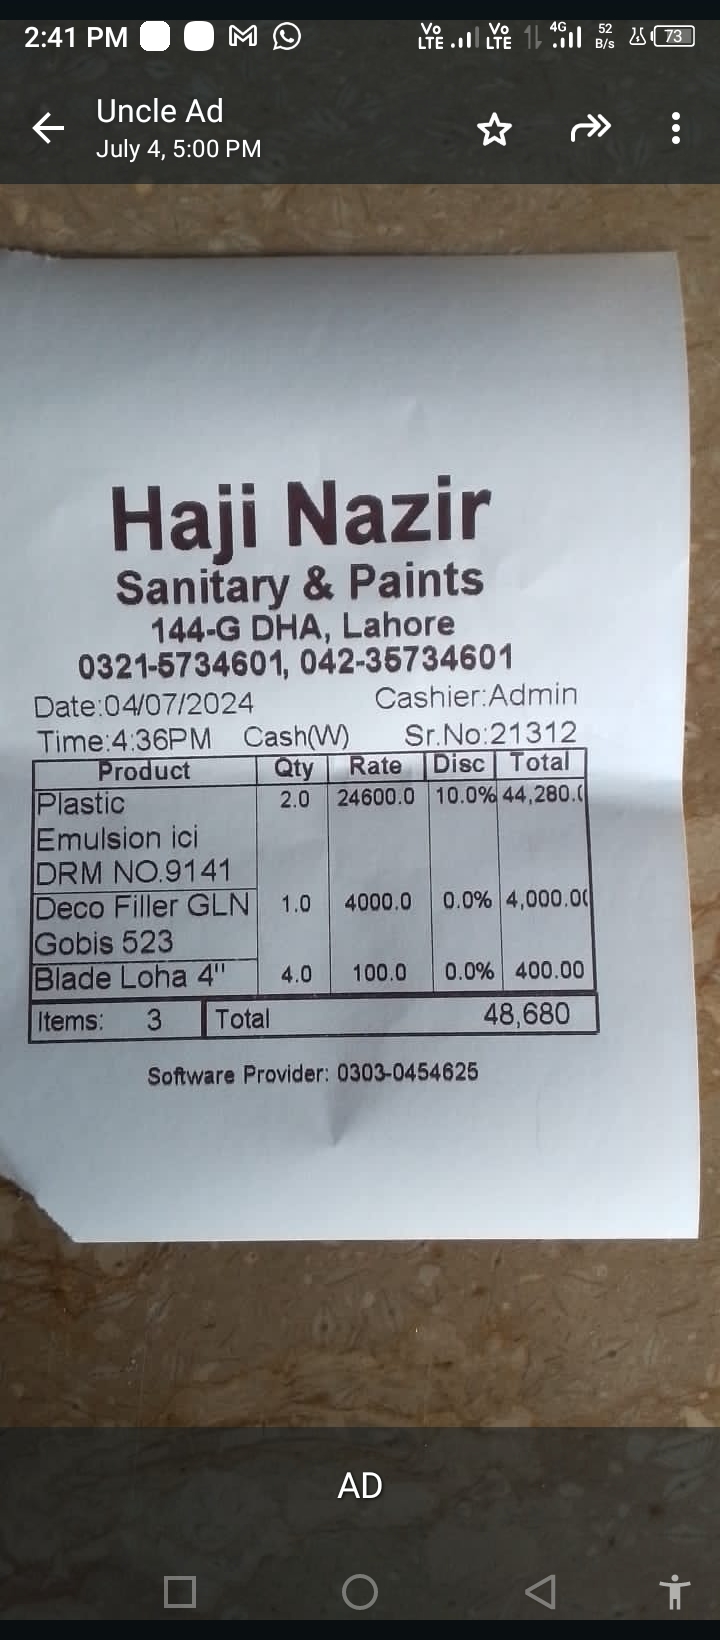 2:41 PM
Vo LTE Vo LTE 4G 52 B/s 73
Uncle Ad
July 4, 5:00 PM
Haji Nazir
Sanitary & Paints
144-G DHA, Lahore
0321-5734601, 042-35734601
Date:04/07/2024 Cashier:Admin
Time:4:36PM Cash(W) Sr.No:21312
Product Qty Rate Disc Total
Plastic 2.0 24600.0 10.0% 44,280.0
Emulsion ici
DRM NO.9141
Deco Filler GLN 1.0 4000.0 0.0% 4,000.00
Gobis 523
Blade Loha 4" 4.0 100.0 0.0% 400.00
Items: 3 Total 48,680
Software Provider: 0303-0454625
AD